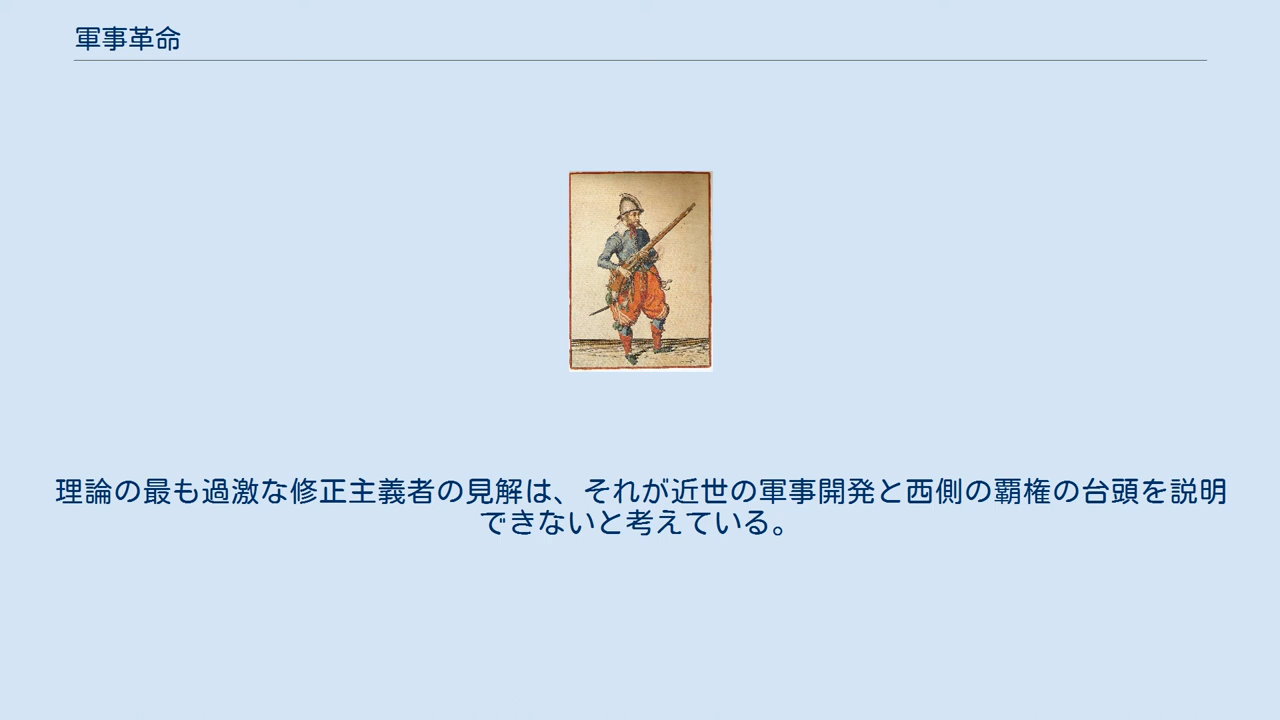 軍事革命
理論の最も過激な修正主義者の見解は、それが近世の軍事開発と西側の覇権の台頭を説明
できないと考えている。